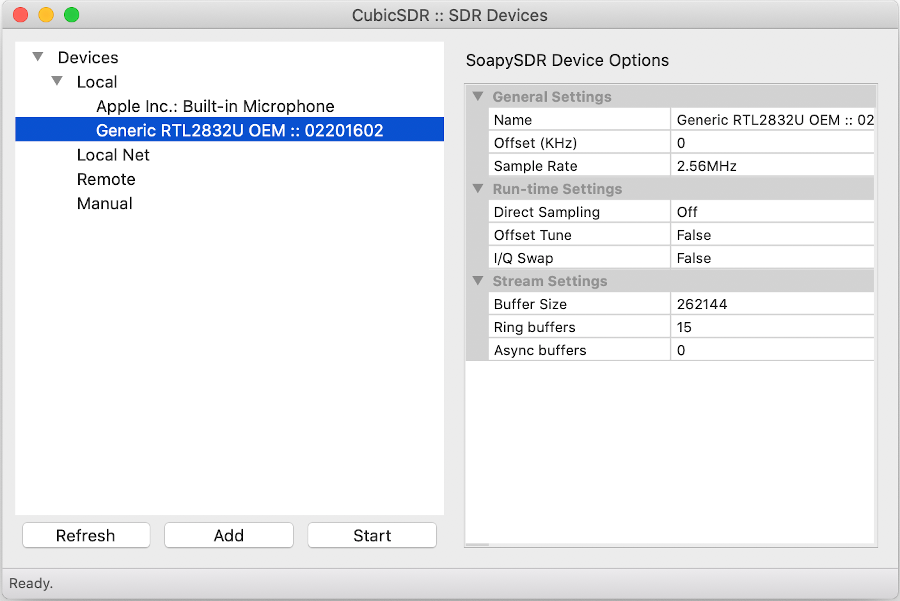 CubicSDR :: SDR Devices
Devices
Local
Apple Inc.: Built-in Microphone
Generic RTL2832U OEM :: 02201602
Local Net
Remote
Manual
Refresh
Add
Start
SoapySDR Device Options
General Settings
Name Generic RTL2832U OEM :: 02
Offset (KHz) 0
Sample Rate 2.56MHz
Run-time Settings
Direct Sampling Off
Offset Tune False
I/Q Swap False
Stream Settings
Buffer Size 262144
Ring buffers 15
Async buffers 0
Ready.